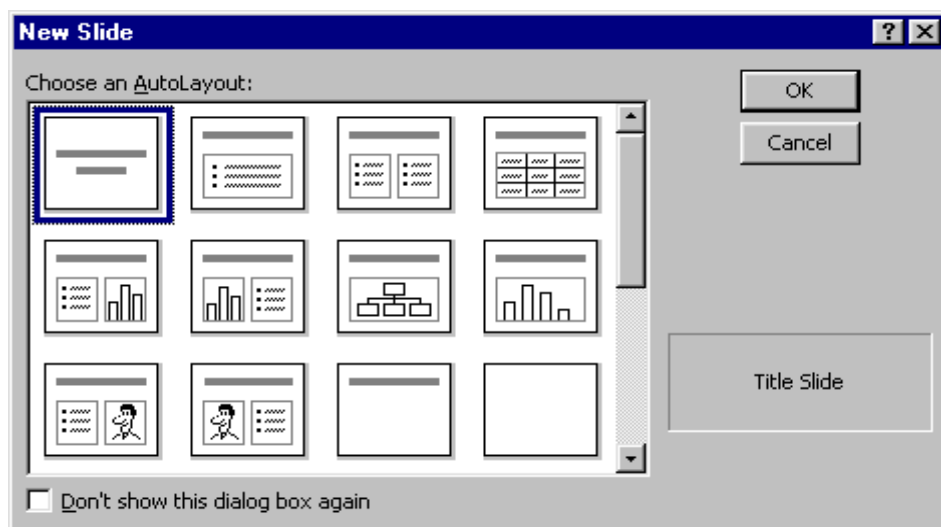 New Slide
Choose an AutoLayout:
OK
Cancel
Title Slide
Don't show this dialog box again